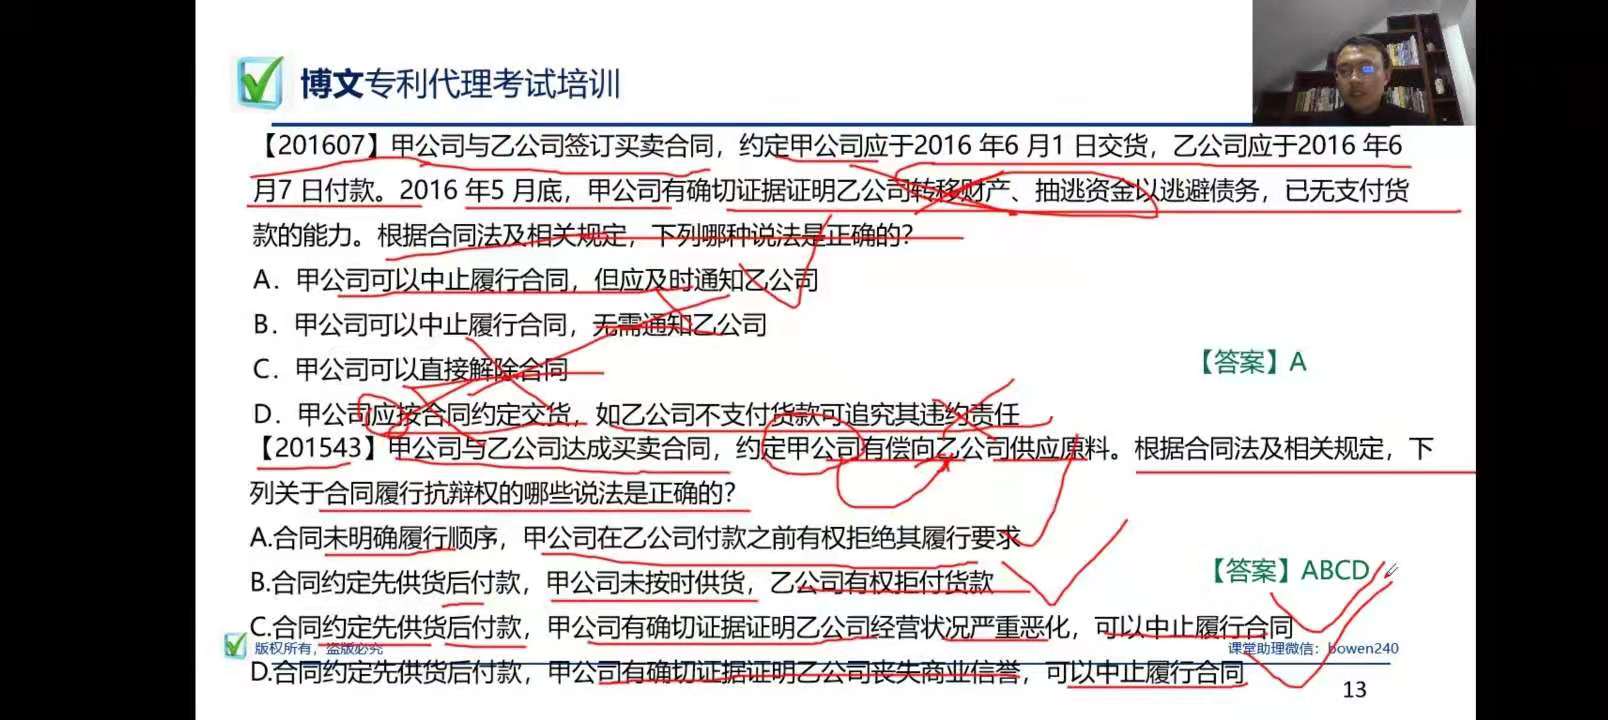 博文专利代理考试培训
【201607】甲公司与乙公司签订买卖合同，约定甲公司应于2016 年6 月1 日交货，乙公司应于2016 年6
月7 日付款。2016 年5 月底，甲公司有确切证据证明乙公司转移财产、抽逃资金以逃避债务，已无支付货
款的能力。根据合同法及相关规定，下列哪种说法是正确的？
A．甲公司可以中止履行合同，但应及时通知乙公司
B．甲公司可以中止履行合同，无需通知乙公司
C．甲公司可以直接解除合同
【答案】A
D．甲公司应按合同约定交货，如乙公司不支付货款可追究其违约责任
【201543】甲公司与乙公司达成买卖合同，约定甲公司有偿向乙公司供应原料。根据合同法及相关规定，下
列关于合同履行抗辩权的哪些说法是正确的？
A.合同未明确履行顺序，甲公司在乙公司付款之前有权拒绝其履行要求
B.合同约定先供货后付款，甲公司未按时供货，乙公司有权拒付货款
【答案】ABCD
C.合同约定先供货后付款，甲公司有确切证据证明乙公司经营状况严重恶化，可以中止履行合同
版权所有，盗版必究
课堂助理微信：bowen240
D.合同约定先供货后付款，甲公司有确切证据证明乙公司丧失商业信誉，可以中止履行合同
13